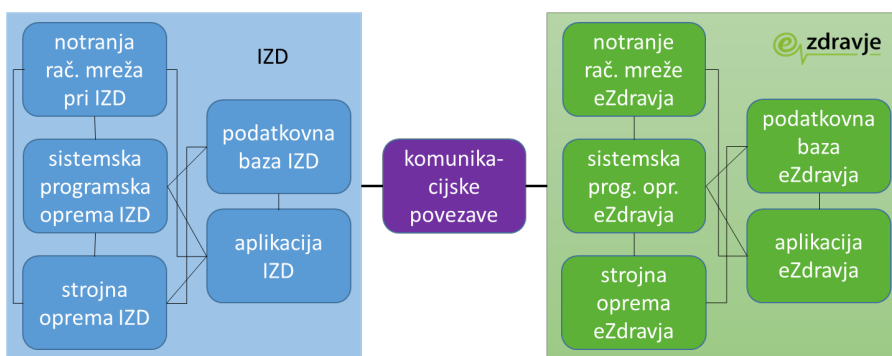 notranja
rač. mreža
pri IZD
IZD
podatkovna
baza IZD
sistemska
programska
oprema IZD
aplikacija
IZD
strojna
oprema IZD
komunika-
cijske
povezave
notranje
rač. mreže
eZdravja
e zdravje
podatkovna
baza
eZdravja
sistemska
prog. opr.
eZdravja
aplikacija
eZdravja
strojna
oprema
eZdravja